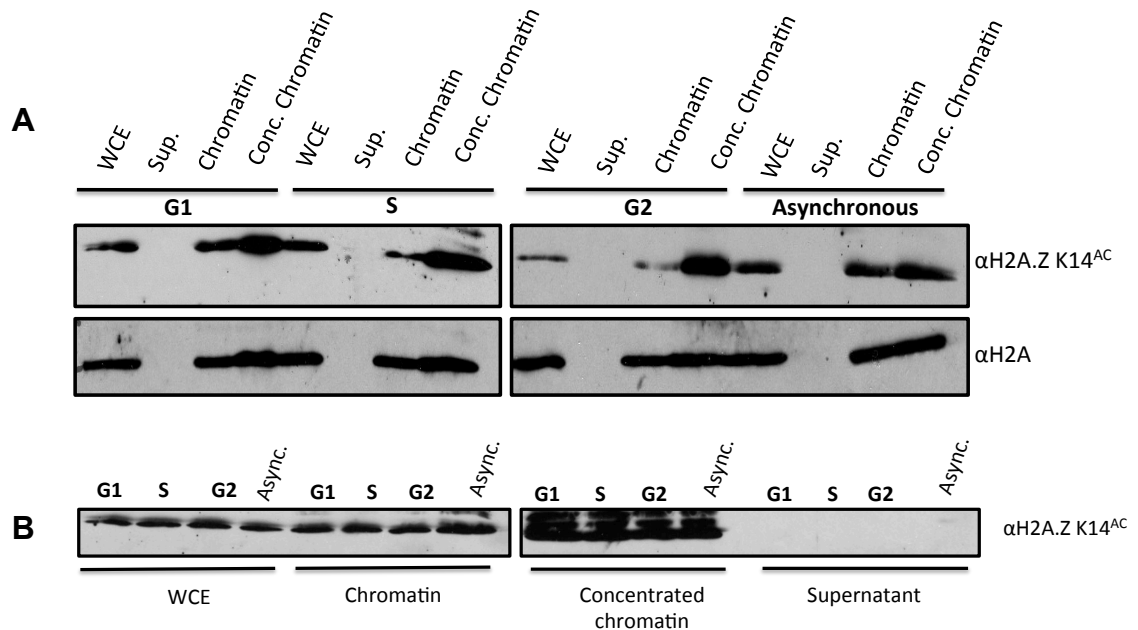 A
WCE Sup. Chromatin Conc. Chromatin WCE Sup. Chromatin Conc. Chromatin WCE Sup. Chromatin Conc. Chromatin WCE Sup. Chromatin Conc. Chromatin
G1 S G2 Asynchronous
αH2A.Z K14ᴬᶜ
αH2A
B
G1 S G2 Async. G1 S G2 Async. G1 S G2 Async. G1 S G2 Async.
αH2A.Z K14ᴬᶜ
WCE Chromatin Concentrated Supernatant
chromatin